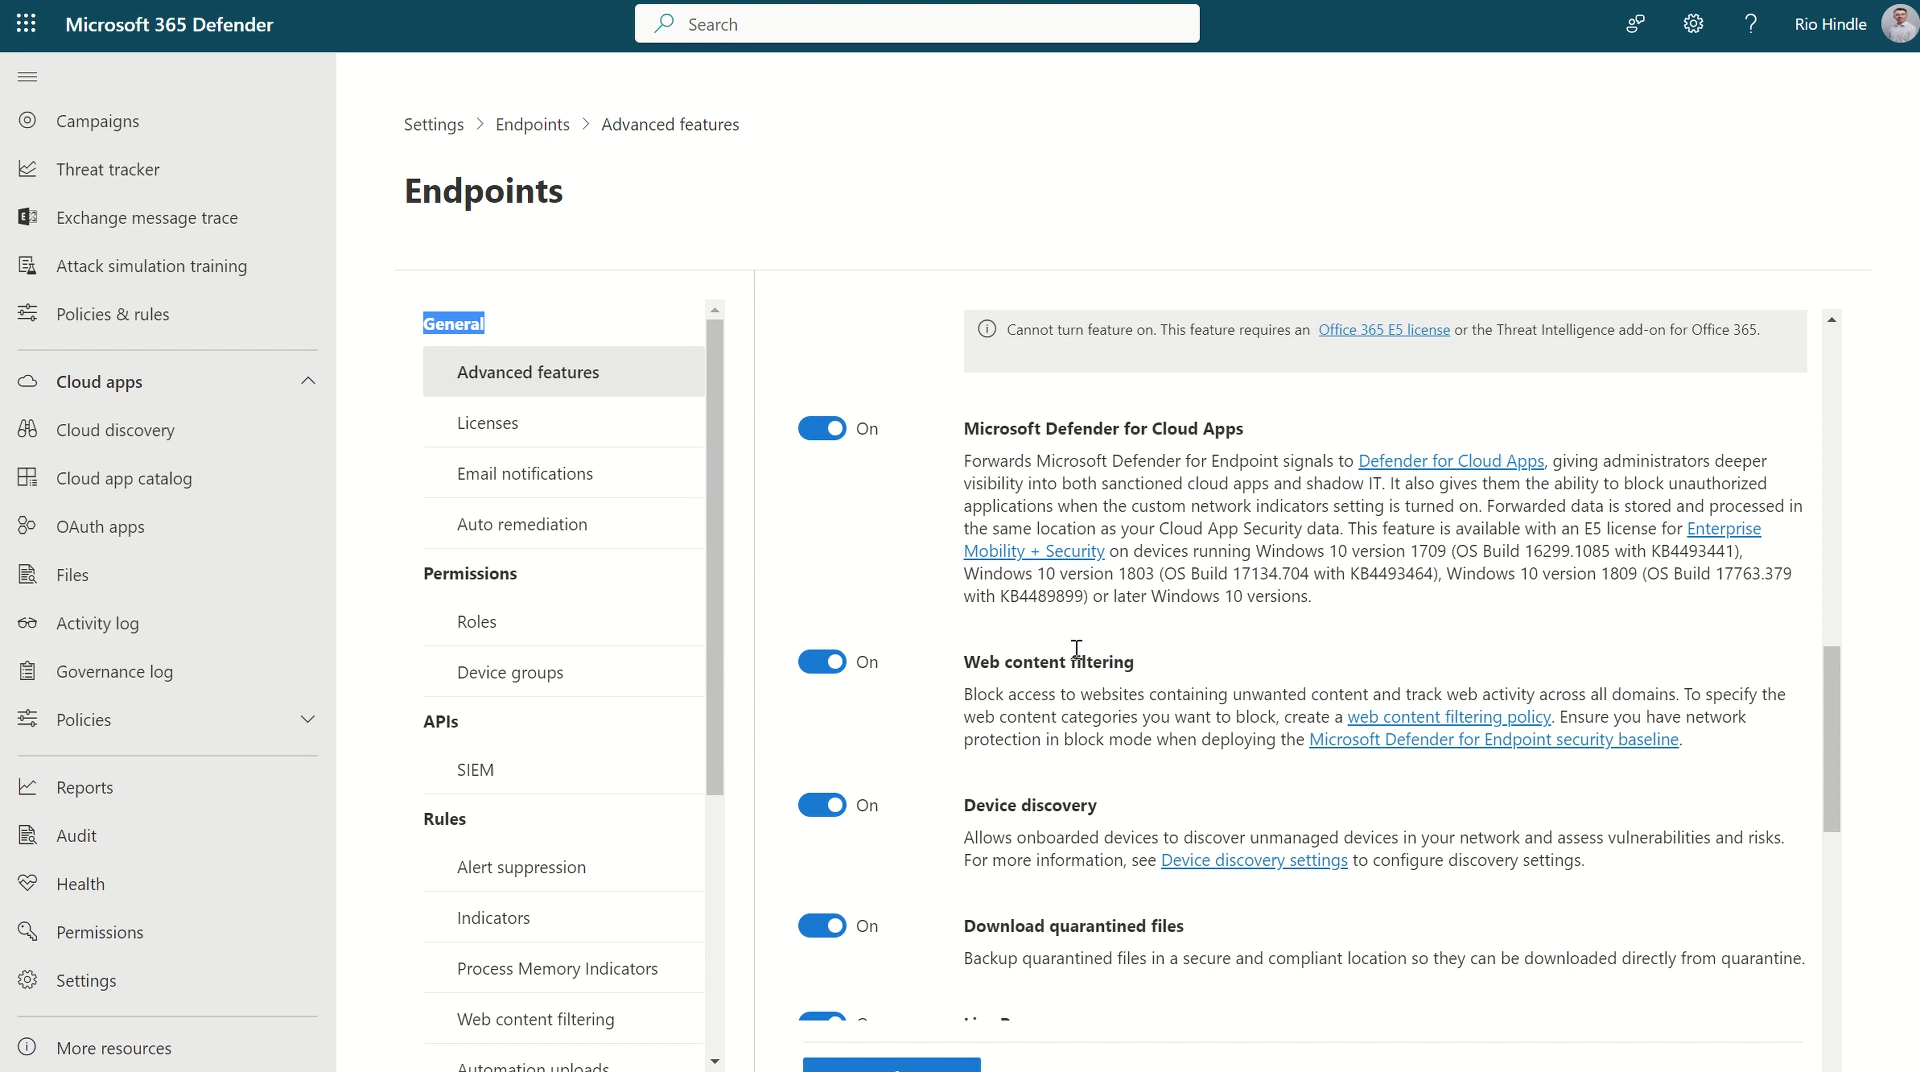 Microsoft 365 Defender
Search
Rio Hindle
Campaigns
Threat tracker
Exchange message trace
Attack simulation training
Policies & rules
Cloud apps
Cloud discovery
Cloud app catalog
OAuth apps
Files
Activity log
Governance log
Policies
Reports
Audit
Health
Permissions
Settings
More resources
Settings > Endpoints > Advanced features
Endpoints
General
Advanced features
Licenses
Email notifications
Auto remediation
Permissions
Roles
Device groups
APIs
SIEM
Rules
Alert suppression
Indicators
Process Memory Indicators
Web content filtering
Automation uploads
Cannot turn feature on. This feature requires an Office 365 E5 license or the Threat Intelligence add-on for Office 365.
On
Microsoft Defender for Cloud Apps
Forwards Microsoft Defender for Endpoint signals to Defender for Cloud Apps, giving administrators deeper
visibility into both sanctioned cloud apps and shadow IT. It also gives them the ability to block unauthorized
applications when the custom network indicators setting is turned on. Forwarded data is stored and processed in
the same location as your Cloud App Security data. This feature is available with an E5 license for Enterprise
Mobility + Security on devices running Windows 10 version 1709 (OS Build 16299.1085 with KB4493441),
Windows 10 version 1803 (OS Build 17134.704 with KB4493464), Windows 10 version 1809 (OS Build 17763.379
with KB4489899) or later Windows 10 versions.
On
Web content filtering
Block access to websites containing unwanted content and track web activity across all domains. To specify the
web content categories you want to block, create a web content filtering policy. Ensure you have network
protection in block mode when deploying the Microsoft Defender for Endpoint security baseline.
On
Device discovery
Allows onboarded devices to discover unmanaged devices in your network and assess vulnerabilities and risks.
For more information, see Device discovery settings to configure discovery settings.
On
Download quarantined files
Backup quarantined files in a secure and compliant location so they can be downloaded directly from quarantine.